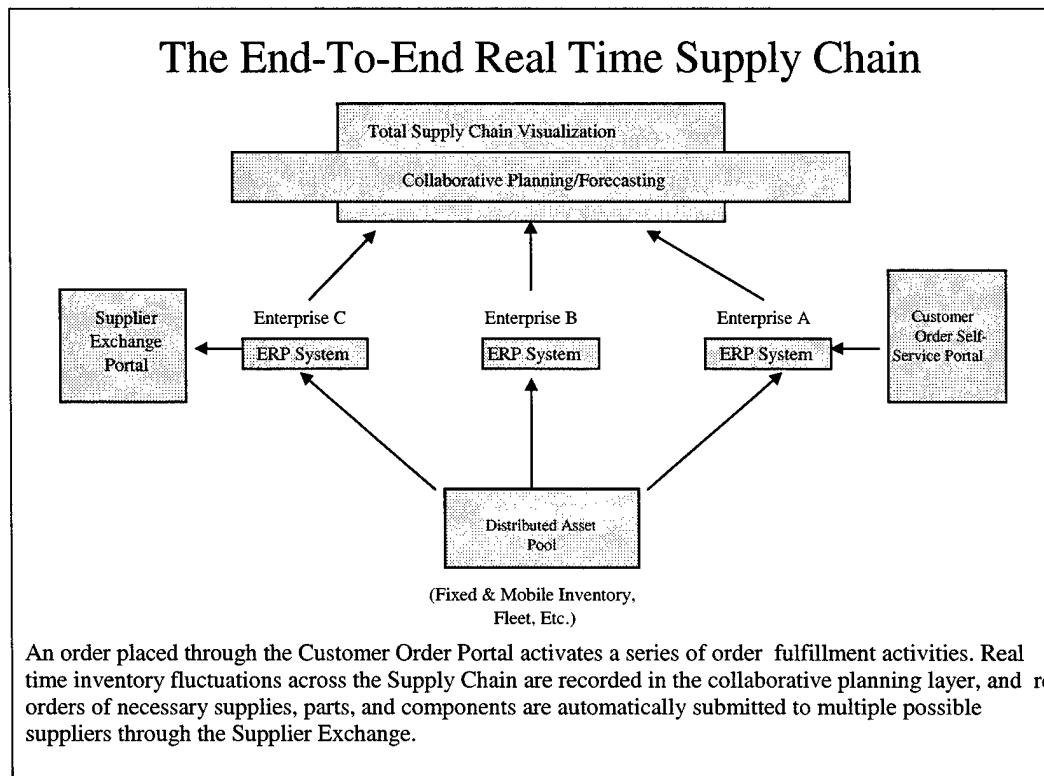 The End-To-End Real Time Supply Chain
Total Supply Chain Visualization
Collaborative Planning/Forecasting
Supplier
Exchange
Portal
Enterprise C
ERP System
Enterprise B
ERP System
Enterprise A
ERP System
Customer
Order Self-
Service Portal
Distributed Asset
Pool
(Fixed & Mobile Inventory,
Fleet, Etc.)
An order placed through the Customer Order Portal activates a series of order fulfillment activities. Real
time inventory fluctuations across the Supply Chain are recorded in the collaborative planning layer, and
orders of necessary supplies, parts, and components are automatically submitted to multiple possible
suppliers through the Supplier Exchange.